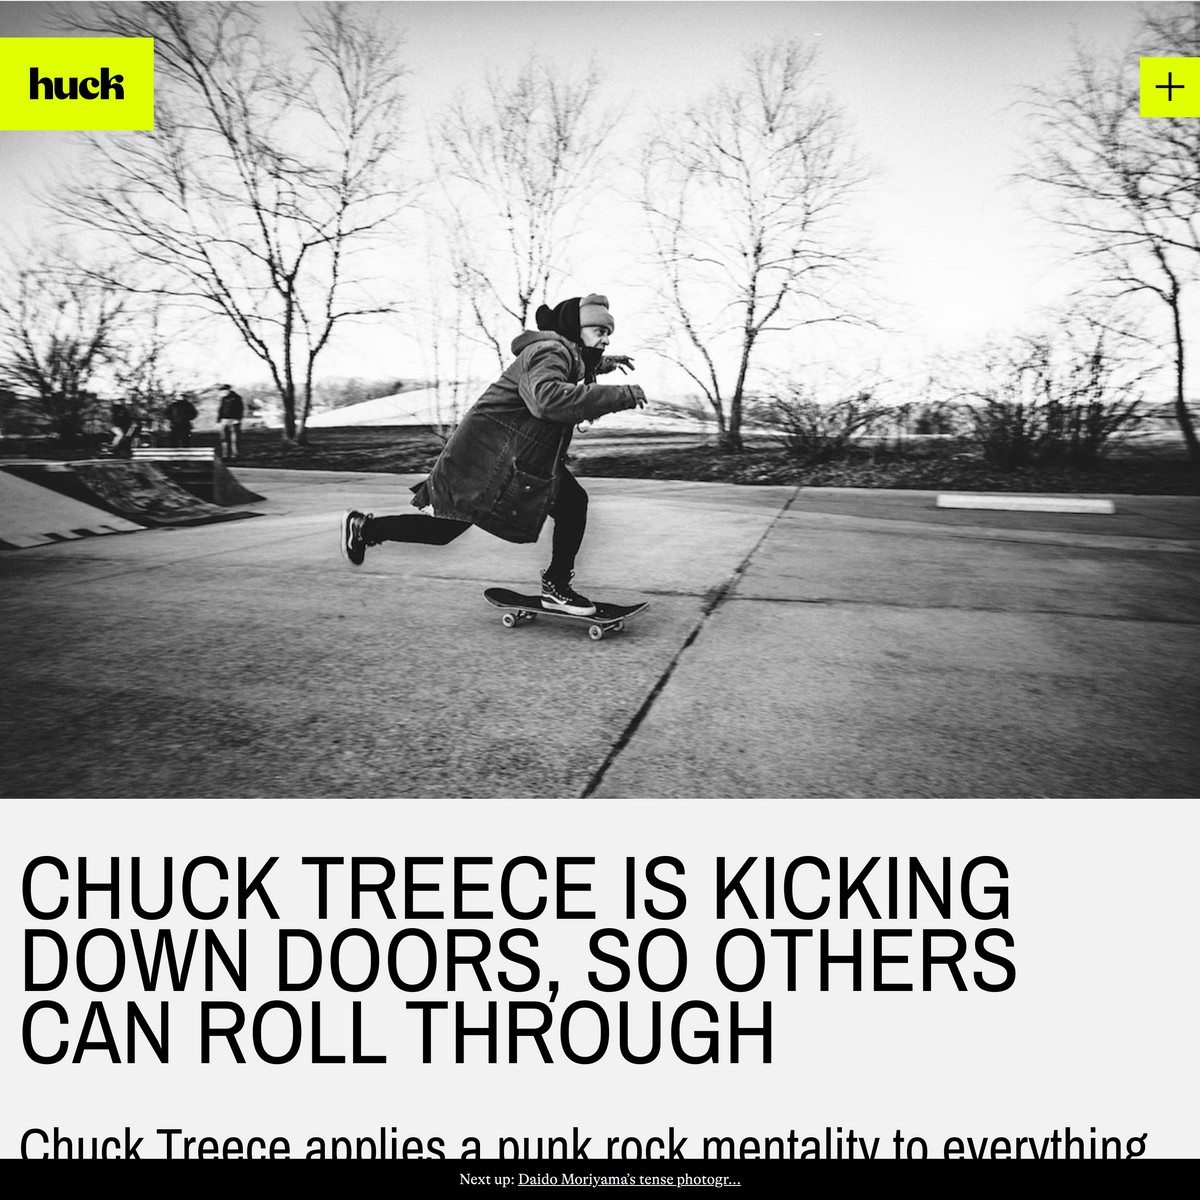 huck
CHUCK TREECE IS KICKING
DOWN DOORS, SO OTHERS
CAN ROLL THROUGH
Chuck Treece applies a punk rock mentality to everything
Next up: Daido Moriyama's tense photogr...